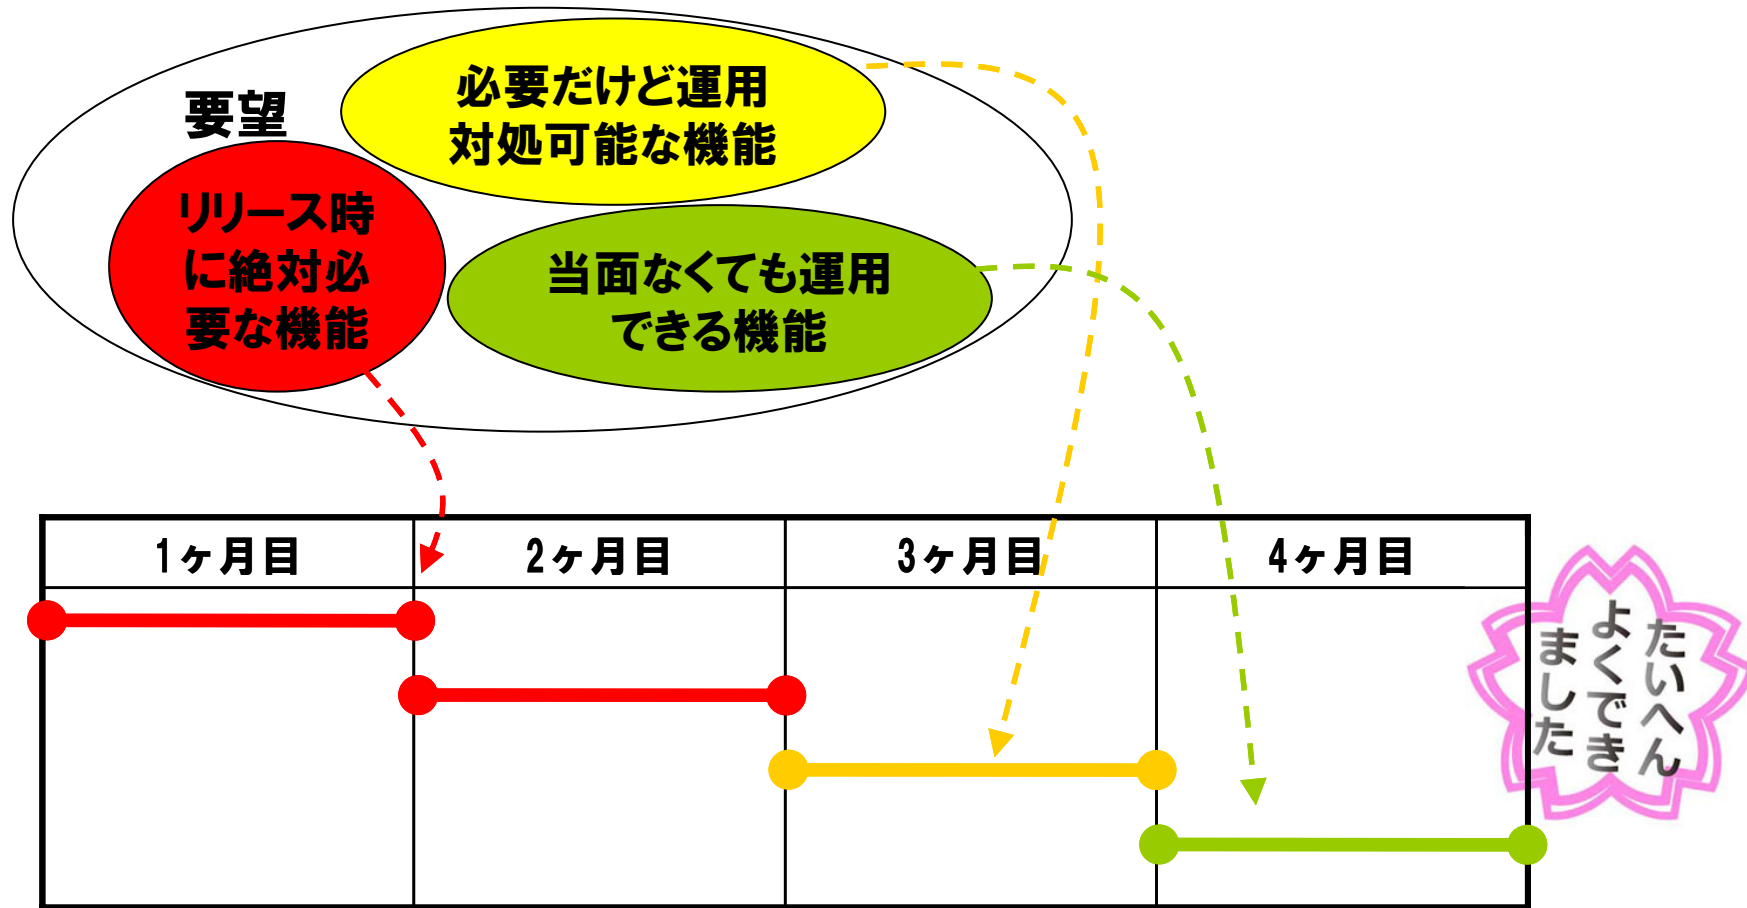 要望
必要だけど運用
対処可能な機能
リリース時
に絶対必
要な機能
当面なくても運用
できる機能
1ヶ月目
2ヶ月目
3ヶ月目
4ヶ月目
たいへん
よくでき
ました